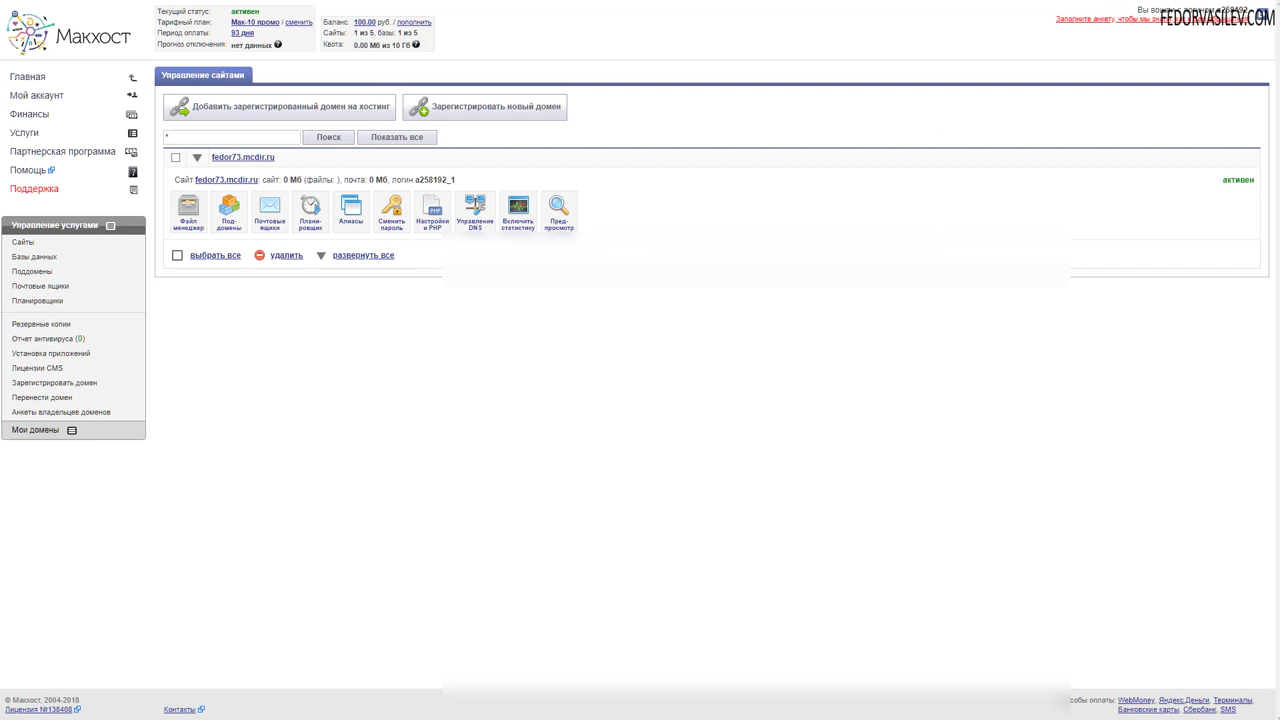 Макхост
Текущий статус: активен
Тарифный план: Мак-10 промо / сменить
Период оплаты: 93 дня
Прогноз отключения: нет данных ?
Баланс: 100.00 руб. / пополнить
Сайты: 1 из 5, базы: 1 из 5
Квота: 0.00 Мб из 10 Гб ?
FEDORVASILEV.COM
Главная
Мой аккаунт
Финансы
Услуги
Партнерская программа
Помощь
Поддержка
Управление услугами
Сайты
Базы данных
Поддомены
Почтовые ящики
Планировщики
Резервные копии
Отчет антивируса (0)
Установка приложений
Лицензии CMS
Зарегистрировать домен
Перенести домен
Анкеты владельцев доменов
Мои домены
Управление сайтами
Добавить зарегистрированный домен на хостинг
Зарегистрировать новый домен
*
Поиск
Показать все
fedor73.mcdir.ru
Сайт fedor73.mcdir.ru: сайт: 0 Мб (файлы: ), почта: 0 Мб, логин a258192_1
активен
Файл
менеджер
Под-
домены
Почтовые
ящики
Плани-
ровщик
Алиасы
Сменить
пароль
PHP
Настройки
и PHP
Управление
DNS
Включить
статистику
Пред-
просмотр
выбрать все
удалить
развернуть все
© Макхост, 2004-2018
Лицензия №138408
Контакты
собы оплаты: WebMoney, Яндекс.Деньги, Терминалы,
Банковские карты, Сбербанк, SMS